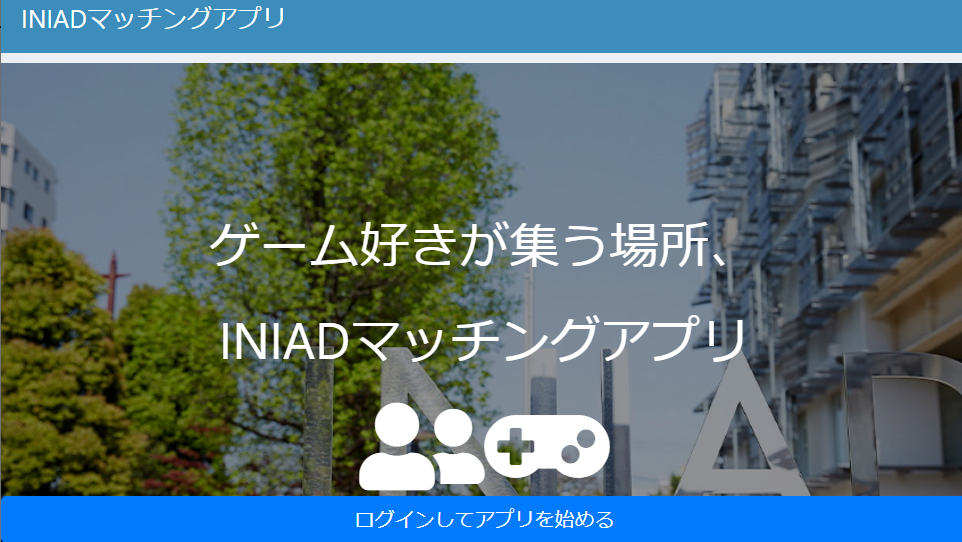 INIADマッチングアプリ
ゲーム好きが集う場所、
INIADマッチングアプリ
INIAD
ログインしてアプリを始める